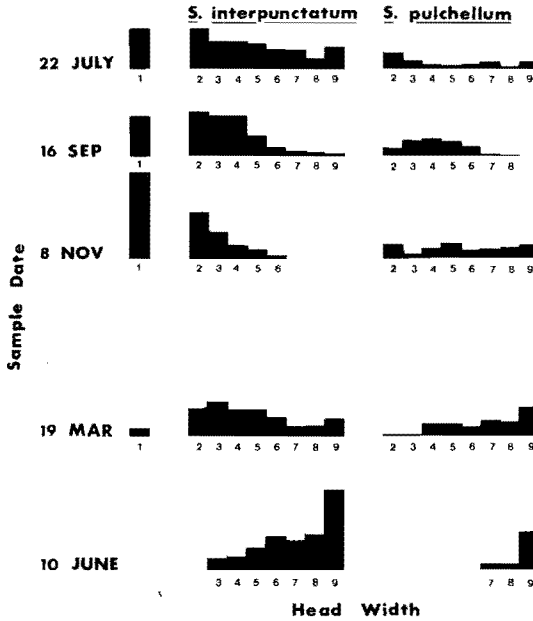 S. interpunctatum S. pulchellum
22 JULY
1 2 3 4 5 6 7 8 9 2 3 4 5 6 7 8 9
16 SEP
1 2 3 4 5 6 7 8 9 2 3 4 5 6 7 8
8 NOV
1 2 3 4 5 6 2 3 4 5 6 7 8 9
Sample Date
19 MAR
1 2 3 4 5 6 7 8 9 2 3 4 5 6 7 8 9
10 JUNE
3 4 5 6 7 8 9 7 8 9
Head Width